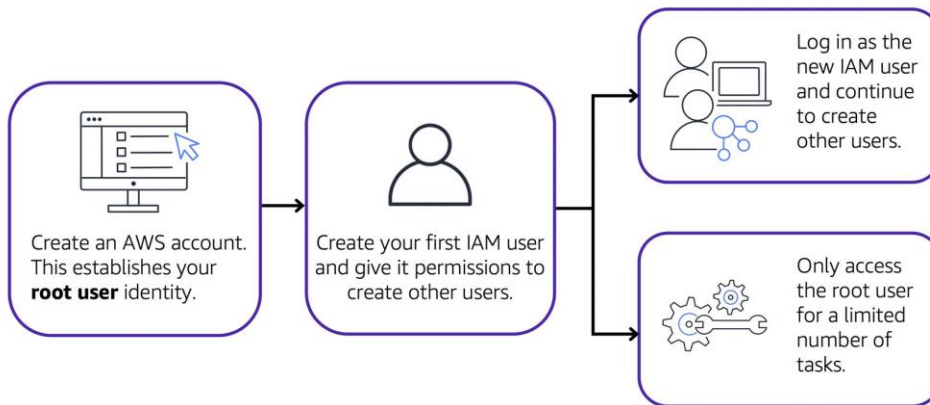 Create an AWS account.
This establishes your
root user identity.
Create your first IAM user
and give it permissions to
create other users.
Log in as the
new IAM user
and continue
to create
other users.
Only access
the root user
for a limited
number of
tasks.